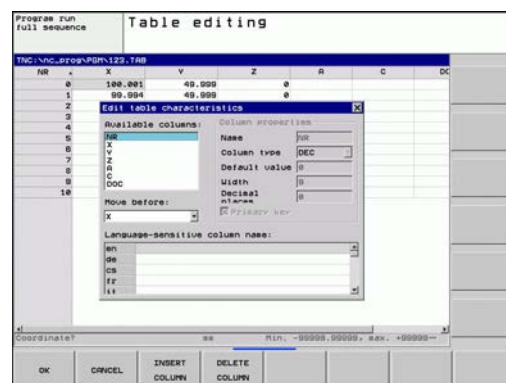 Program run
full sequence
Table editing
TNC:\nc_prog\PGM\123.TAB
NR X Y Z A C DOC
0 100.001 49.999 0
1 99.994 49.999 0
2
3
4
5
6
7
8
9
10
Edit table characteristics
Available columns:
NR
X
Y
Z
A
C
DOC
Move before:
X
Column properties
Name NR
Column type DEC
Default value 0
Width 9
Decimal places 0
Primary key
Language-sensitive column name:
en
de
cs
fr
it
Coordinate? mm Min. -99999.99999, max. +99999
OK
CANCEL
INSERT COLUMN
DELETE COLUMN